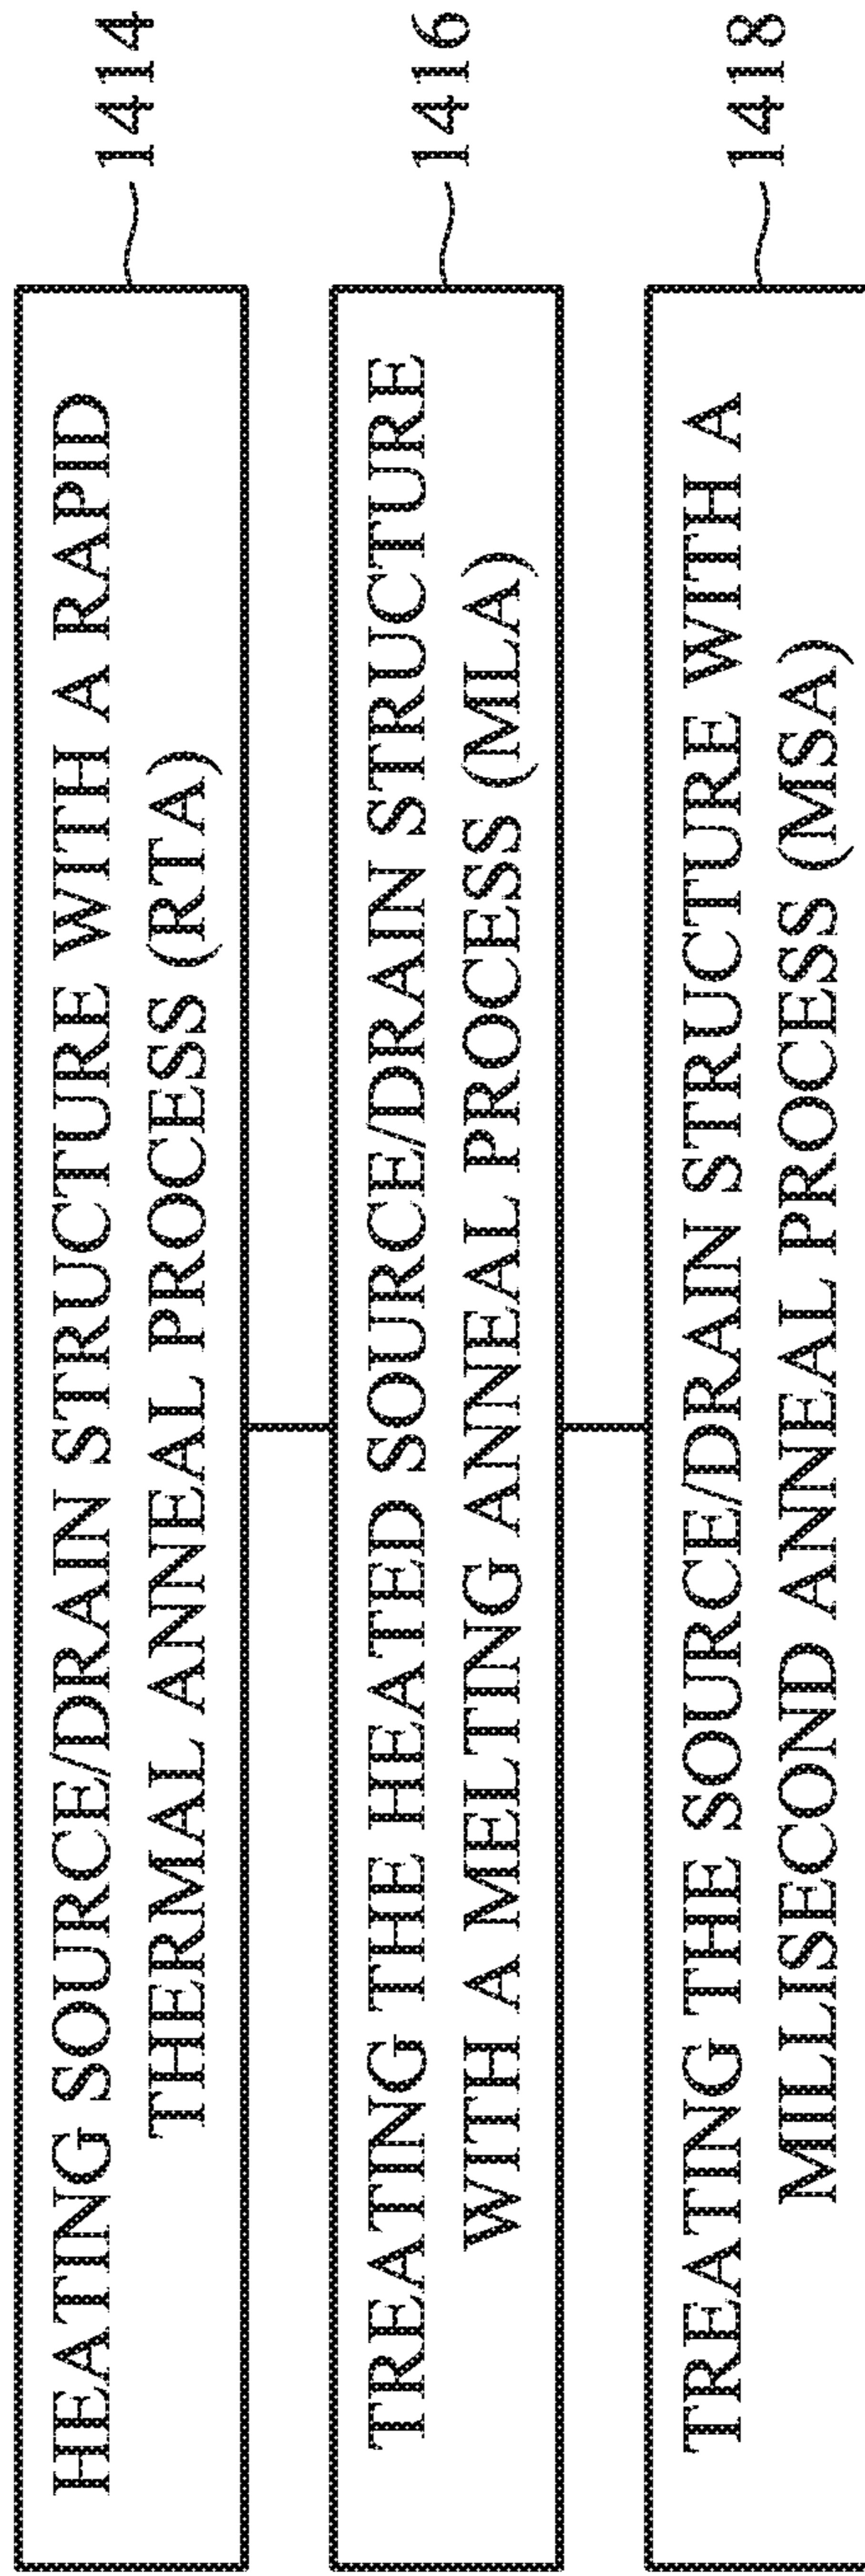 HEATING SOURCE/DRAIN STRUCTURE WITH A RAPID
THERMAL ANNEAL PROCESS (RTA)
1414
TREATING THE HEATED SOURCE/DRAIN STRUCTURE
WITH A MELTING ANNEAL PROCESS (MLA)
1416
TREATING THE SOURCE/DRAIN STRUCTURE WITH A
MILLISECOND ANNEAL PROCESS (MSA)
1418